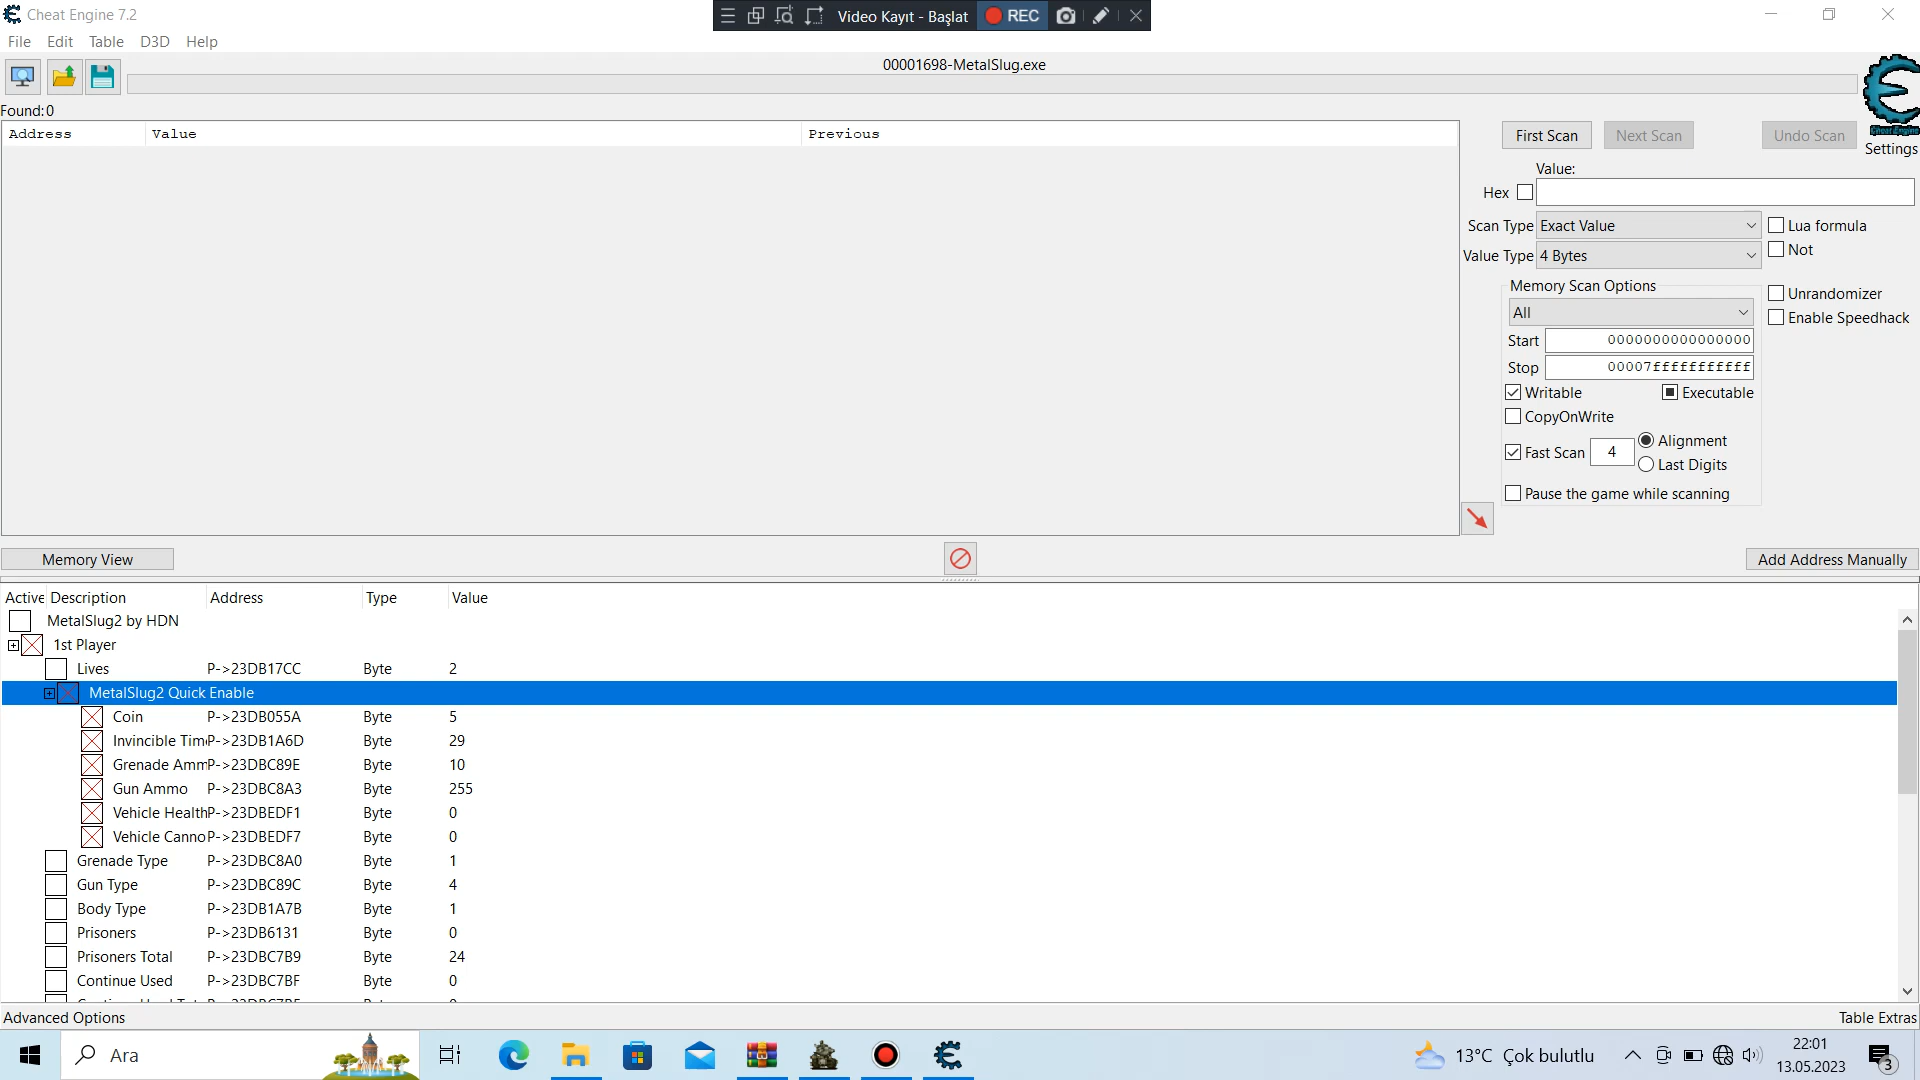 Cheat Engine 7.2
Video Kayıt - Başlat REC
File Edit Table D3D Help
00001698-MetalSlug.exe
Found:0
Address Value Previous
First Scan Next Scan Undo Scan
Cheat Engine
Settings
Value:
Hex
Scan Type Exact Value Lua formula
Value Type 4 Bytes Not
Memory Scan Options
All
Unrandomizer
Enable Speedhack
Start 0000000000000000
Stop 00007fffffffffff
Writable Executable
CopyOnWrite
Fast Scan 4 Alignment
Last Digits
Pause the game while scanning
Memory View Add Address Manually
Active Description Address Type Value
MetalSlug2 by HDN
1st Player
Lives P->23DB17CC Byte 2
MetalSlug2 Quick Enable
Coin P->23DB055A Byte 5
Invincible Tim P->23DB1A6D Byte 29
Grenade Amm P->23DBC89E Byte 10
Gun Ammo P->23DBC8A3 Byte 255
Vehicle Health P->23DBEDF1 Byte 0
Vehicle Canno P->23DBEDF7 Byte 0
Grenade Type P->23DBC8A0 Byte 1
Gun Type P->23DBC89C Byte 4
Body Type P->23DB1A7B Byte 1
Prisoners P->23DB6131 Byte 0
Prisoners Total P->23DBC7B9 Byte 24
Continue Used P->23DBC7BF Byte 0
Advanced Options Table Extras
Ara
13°C Çok bulutlu
22:01
13.05.2023
3